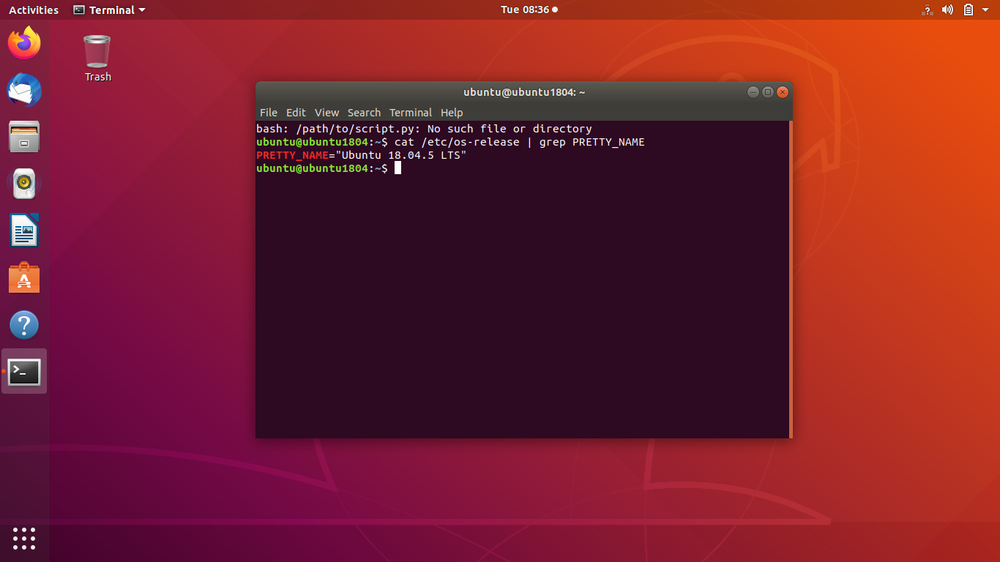 Activities
Terminal
Tue 08:36
Trash
ubuntu@ubuntu1804: ~
File Edit View Search Terminal Help
bash: /path/to/script.py: No such file or directory
ubuntu@ubuntu1804:~$ cat /etc/os-release | grep PRETTY_NAME
PRETTY_NAME="Ubuntu 18.04.5 LTS"
ubuntu@ubuntu1804:~$